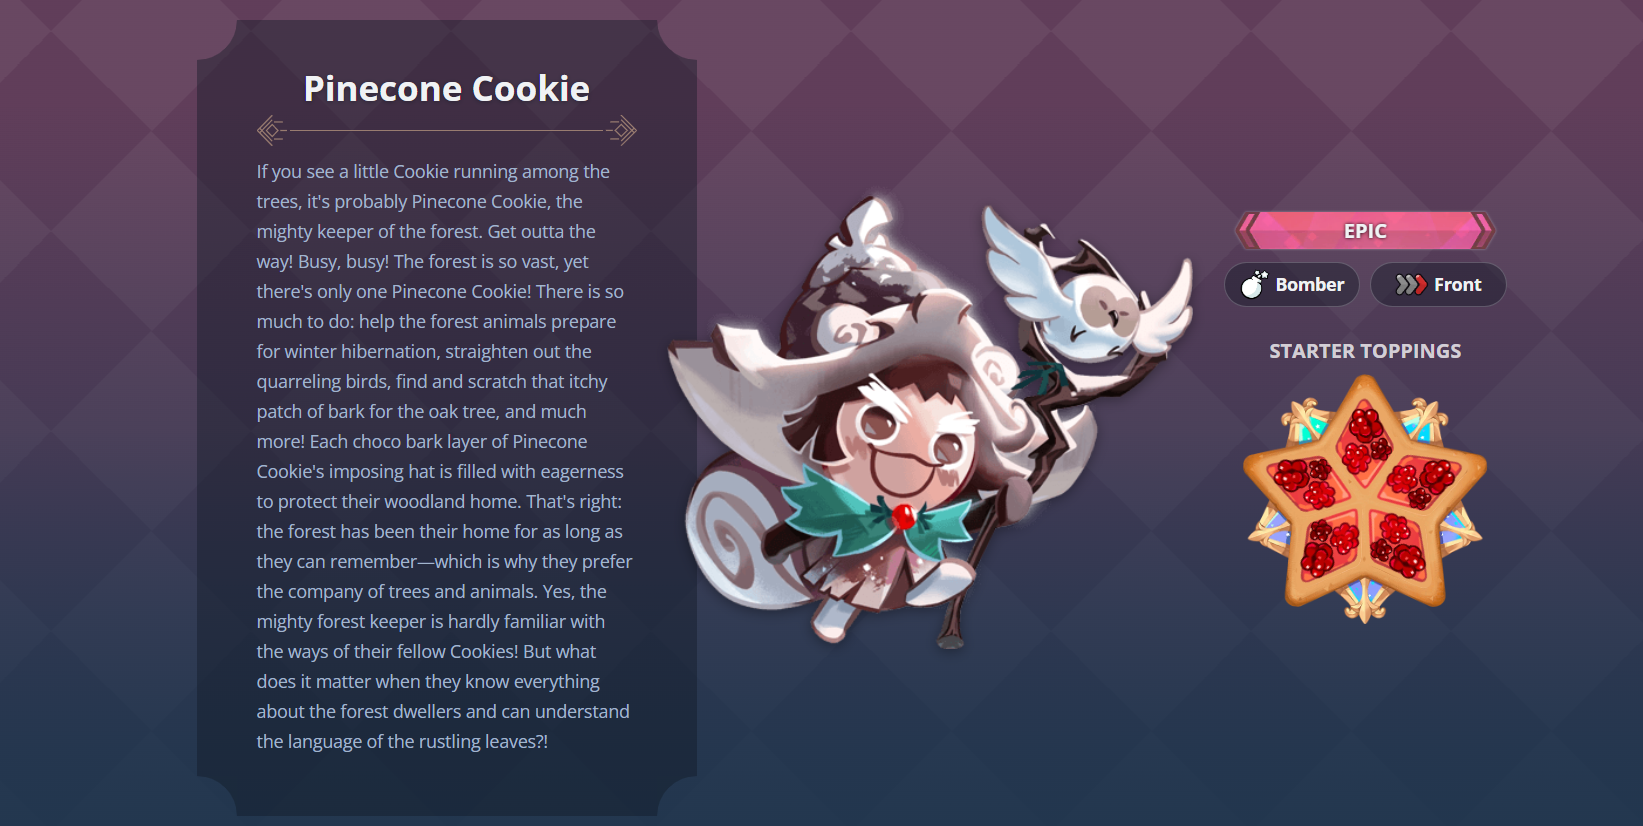 Pinecone Cookie
If you see a little Cookie running among the
trees, it's probably Pinecone Cookie, the
mighty keeper of the forest. Get outta the
way! Busy, busy! The forest is so vast, yet
there's only one Pinecone Cookie! There is so
much to do: help the forest animals prepare
for winter hibernation, straighten out the
quarreling birds, find and scratch that itchy
patch of bark for the oak tree, and much
more! Each choco bark layer of Pinecone
Cookie's imposing hat is filled with eagerness
to protect their woodland home. That's right:
the forest has been their home for as long as
they can remember—which is why they prefer
the company of trees and animals. Yes, the
mighty forest keeper is hardly familiar with
the ways of their fellow Cookies! But what
does it matter when they know everything
about the forest dwellers and can understand
the language of the rustling leaves?!
EPIC
Bomber
Front
STARTER TOPPINGS